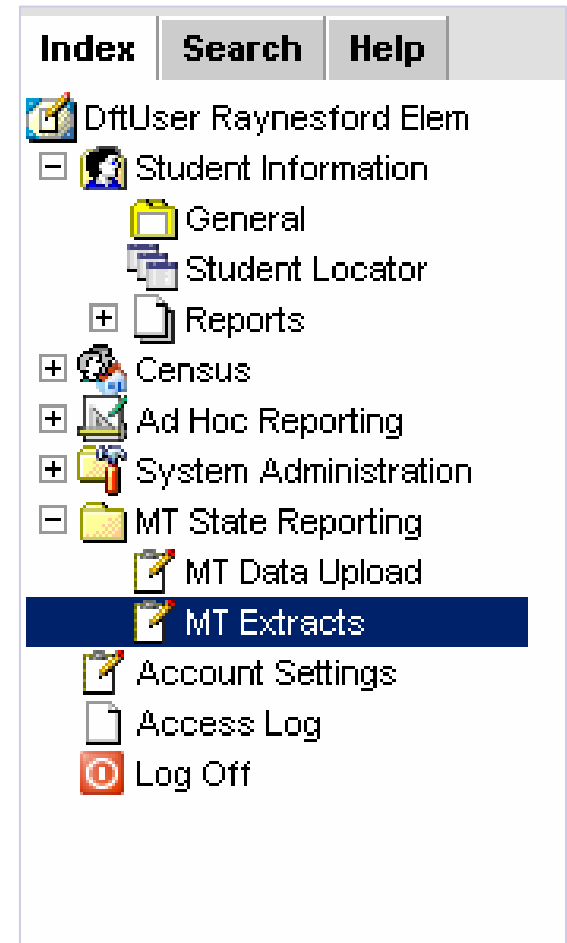 Index Search Help
DftUser Raynesford Elem
Student Information
General
Student Locator
Reports
Census
Ad Hoc Reporting
System Administration
MT State Reporting
MT Data Upload
MT Extracts
Account Settings
Access Log
Log Off